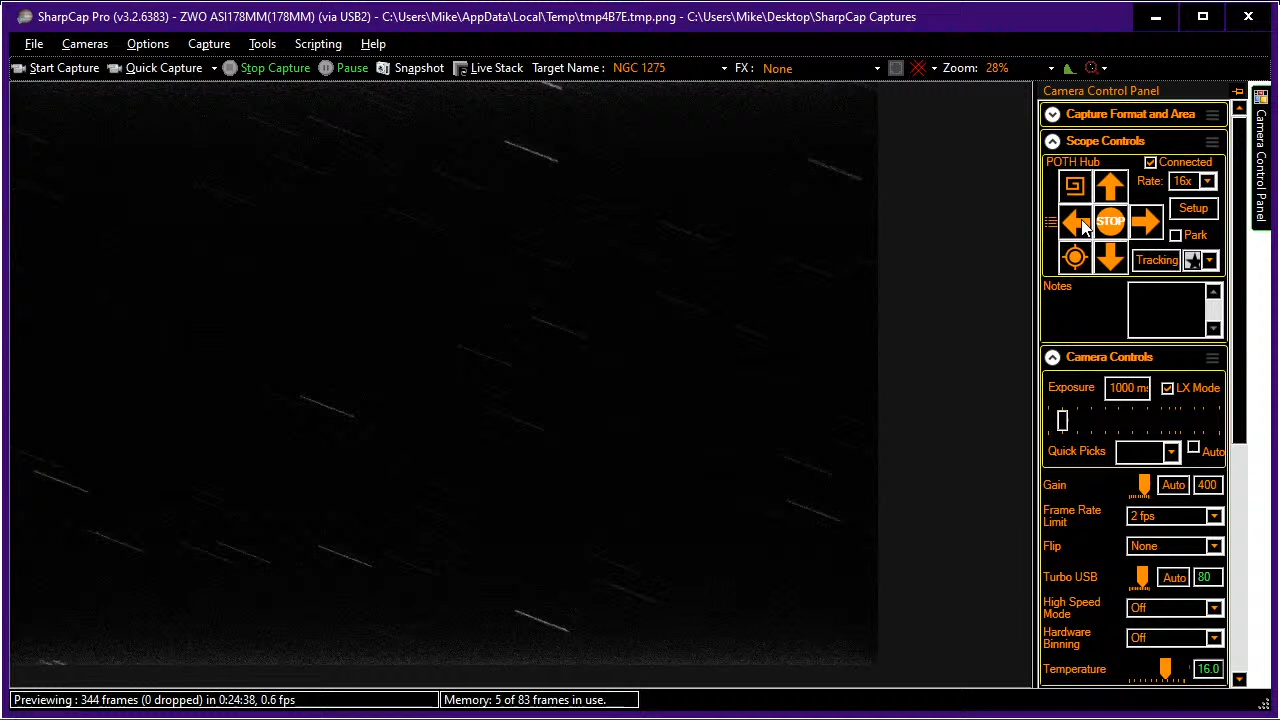 SharpCap Pro (v3.2.6383) - ZWO ASI178MM(178MM) (via USB2) - C:\Users\Mike\AppData\Local\Temp\tmp4B7E.tmp.png - C:\Users\Mike\Desktop\SharpCap Captures
File Cameras Options Capture Tools Scripting Help
Start Capture Quick Capture Stop Capture Pause Snapshot Live Stack Target Name: NGC 1275 FX: None Zoom: 28%
Camera Control Panel
Camera Control Panel
Capture Format and Area
Scope Controls
POTH Hub Connected
Rate: 16x
STOP
Setup
Park
Tracking
Notes
Camera Controls
Exposure 1000 ms LX Mode
Quick Picks Auto
Gain Auto 400
Frame Rate Limit 2 fps
Flip None
Turbo USB Auto 80
High Speed Mode Off
Hardware Binning Off
Temperature 16.0
Previewing : 344 frames (0 dropped) in 0:24:38, 0.6 fps Memory: 5 of 83 frames in use.